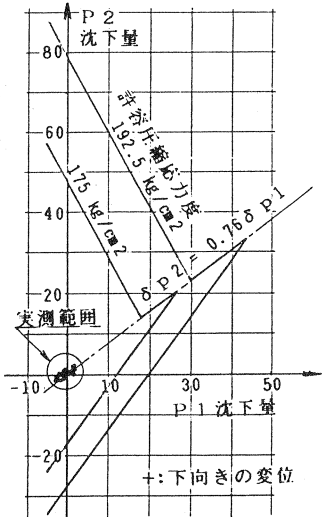 P2
沈下量
80
60
40
20
-20
-10
10
30
50
許容圧縮応力度
192.5 kg/cm2
175 kg/cm2
δP2 = 0.76δP1
実測範囲
P1沈下量
+:下向きの変位